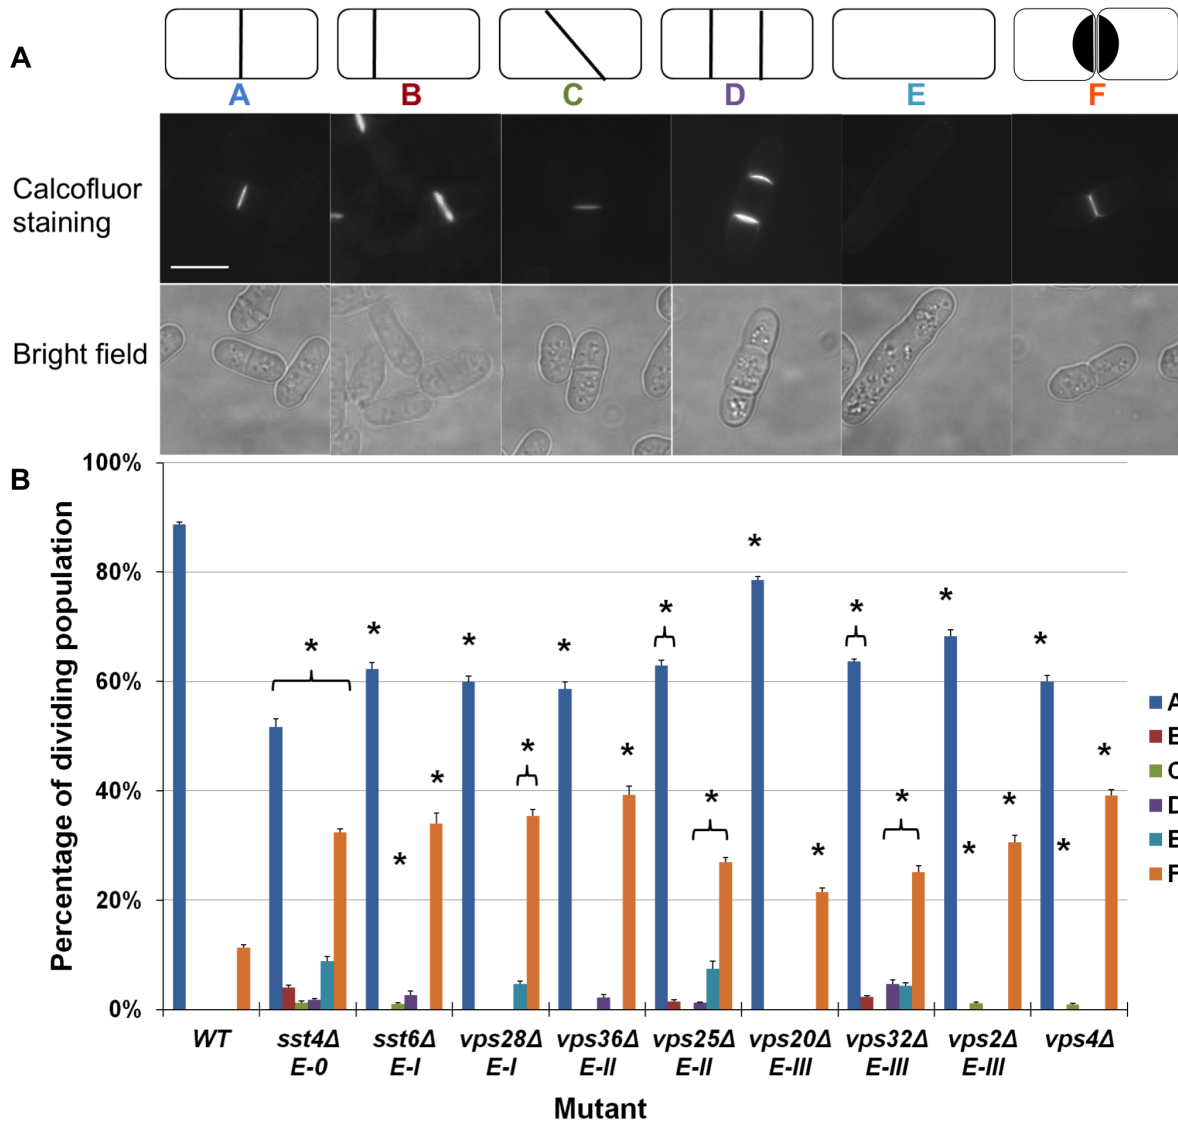 A
A B C D E F
Calcofluor
staining
Bright field
B
Percentage of dividing population
100%
80%
60%
40%
20%
0%
* * * * * * * * *
* * * * * * * *
* * *
A
B
C
D
E
F
WT sst4Δ sst6Δ vps28Δ vps36Δ vps25Δ vps20Δ vps32Δ vps2Δ vps4Δ
E-0 E-I E-I E-II E-II E-III E-III E-III
Mutant